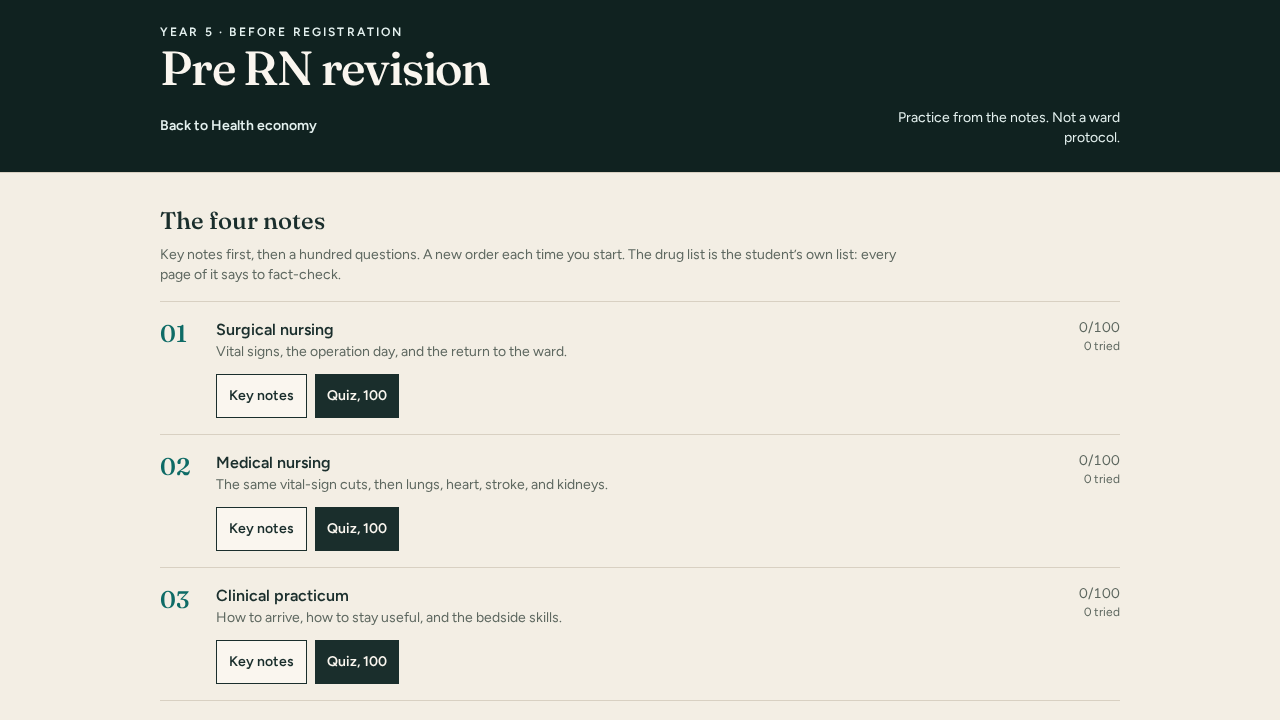 YEAR 5 · BEFORE REGISTRATION
Pre RN revision
Back to Health economy
Practice from the notes. Not a ward
protocol.
The four notes
Key notes first, then a hundred questions. A new order each time you start. The drug list is the student's own list: every
page of it says to fact-check.
01
Surgical nursing
Vital signs, the operation day, and the return to the ward.
0/100
0 tried
Key notes
Quiz, 100
02
Medical nursing
The same vital-sign cuts, then lungs, heart, stroke, and kidneys.
0/100
0 tried
Key notes
Quiz, 100
03
Clinical practicum
How to arrive, how to stay useful, and the bedside skills.
0/100
0 tried
Key notes
Quiz, 100